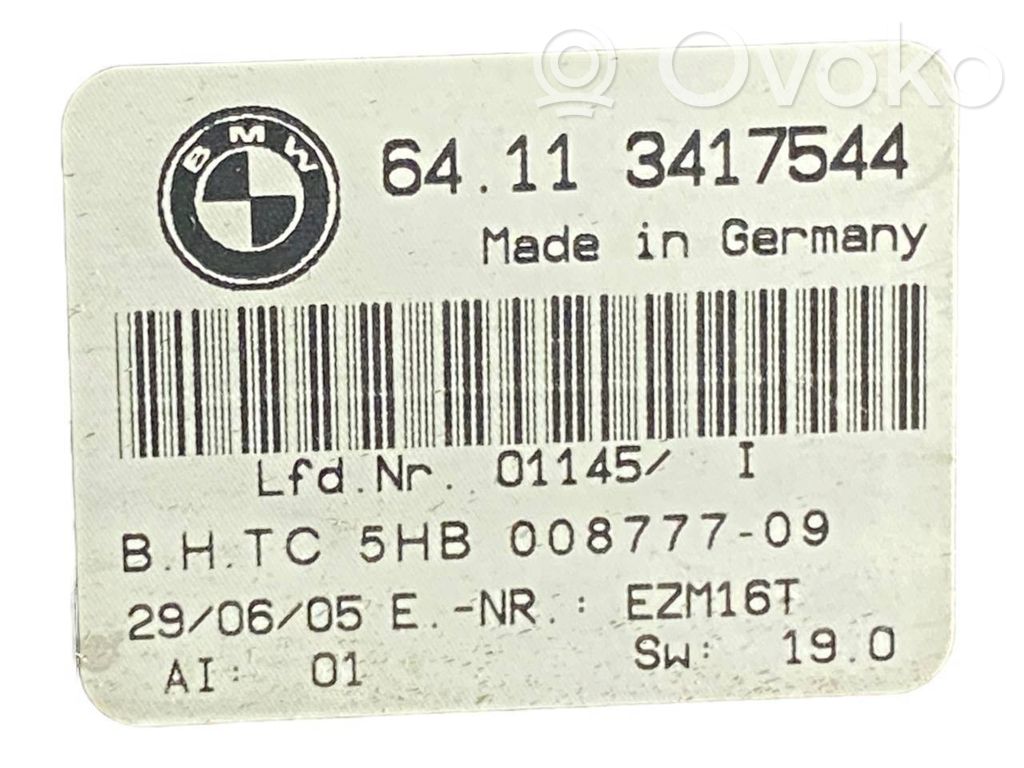 Ovoko
BMW
64.11 3417544
Made in Germany
Lfd.Nr. 01145/ I
B.H.TC 5HB 008777-09
29/06/05 E.-NR.: EZM16T
AI: 01 Sw: 19.0